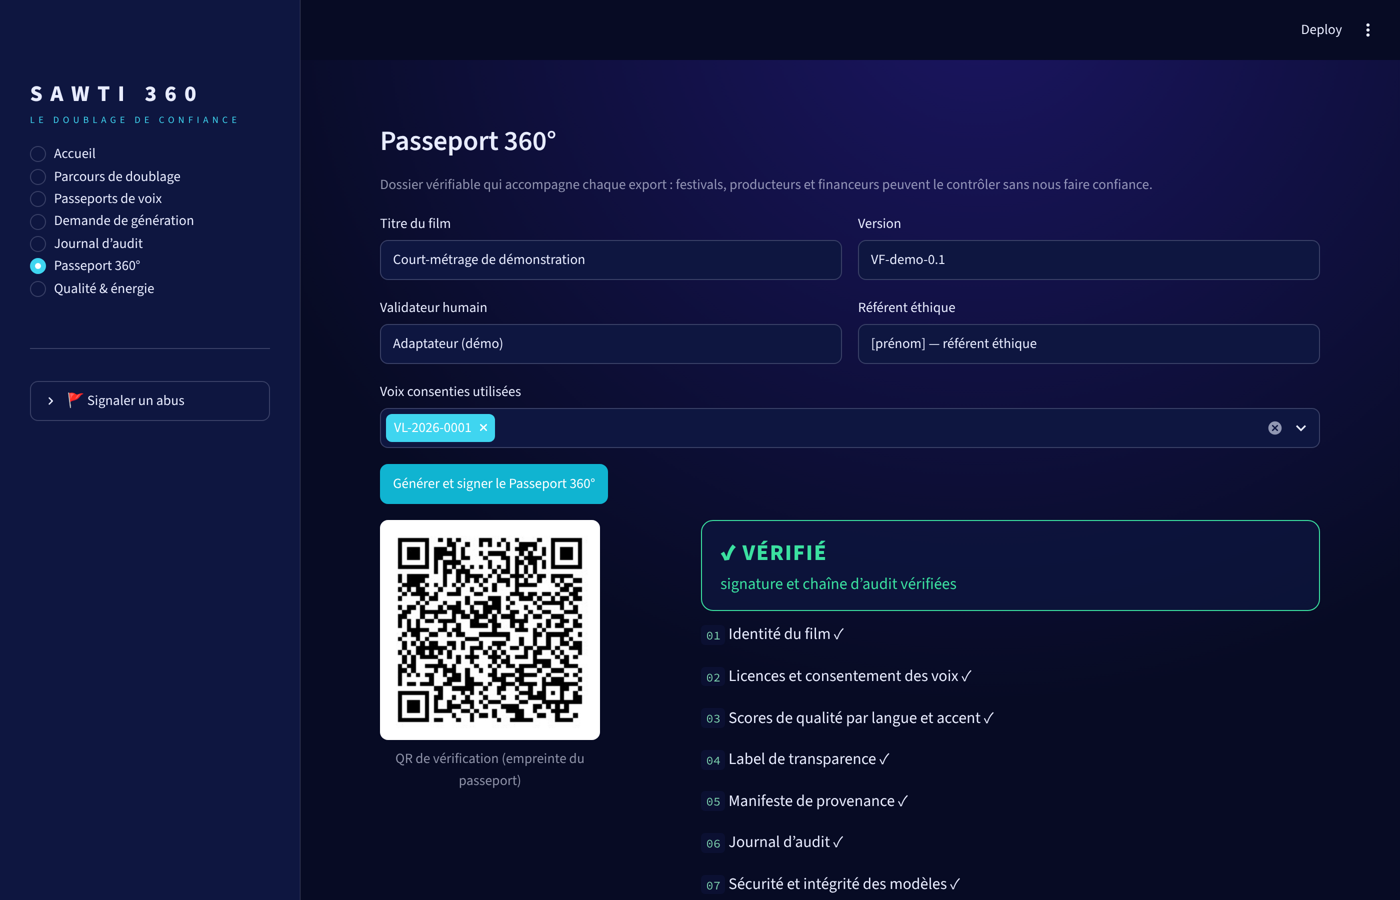 Deploy
SAWTI 360
LE DOUBLAGE DE CONFIANCE
Accueil
Parcours de doublage
Passeports de voix
Demande de génération
Journal d’audit
Passeport 360°
Qualité & énergie
🚩 Signaler un abus
Passeport 360°
Dossier vérifiable qui accompagne chaque export : festivals, producteurs et financeurs peuvent le contrôler sans nous faire confiance.
Titre du film
Version
Court-métrage de démonstration
VF-demo-0.1
Validateur humain
Référent éthique
Adaptateur (démo)
[prénom] — référent éthique
Voix consenties utilisées
VL-2026-0001
Générer et signer le Passeport 360°
QR de vérification (empreinte du
passeport)
✓ VÉRIFIÉ
signature et chaîne d’audit vérifiées
01 Identité du film ✓
02 Licences et consentement des voix ✓
03 Scores de qualité par langue et accent ✓
04 Label de transparence ✓
05 Manifeste de provenance ✓
06 Journal d’audit ✓
07 Sécurité et intégrité des modèles ✓